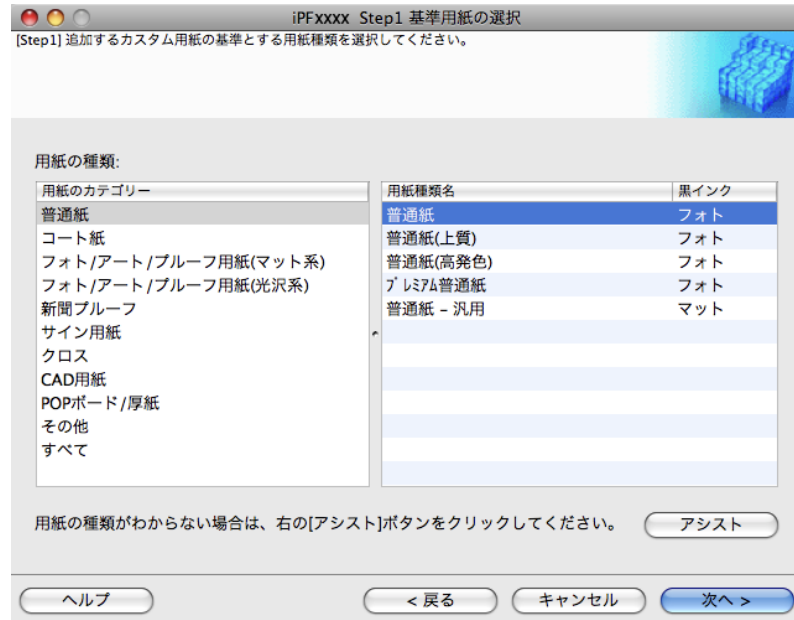 iPFxxxx Step1 基準用紙の選択
[Step1] 追加するカスタム用紙の基準とする用紙種類を選択してください。
用紙の種類:
用紙のカテゴリー
普通紙
コート紙
フォト/アート/プルーフ用紙(マット系)
フォト/アート/プルーフ用紙(光沢系)
新聞プルーフ
サイン用紙
クロス
CAD用紙
POPボード/厚紙
その他
すべて
用紙種類名 黒インク
普通紙 フォト
普通紙(上質) フォト
普通紙(高発色) フォト
プレミアム普通紙 フォト
普通紙 – 汎用 マット
用紙の種類がわからない場合は、右の[アシスト]ボタンをクリックしてください。 アシスト
ヘルプ < 戻る キャンセル 次へ >